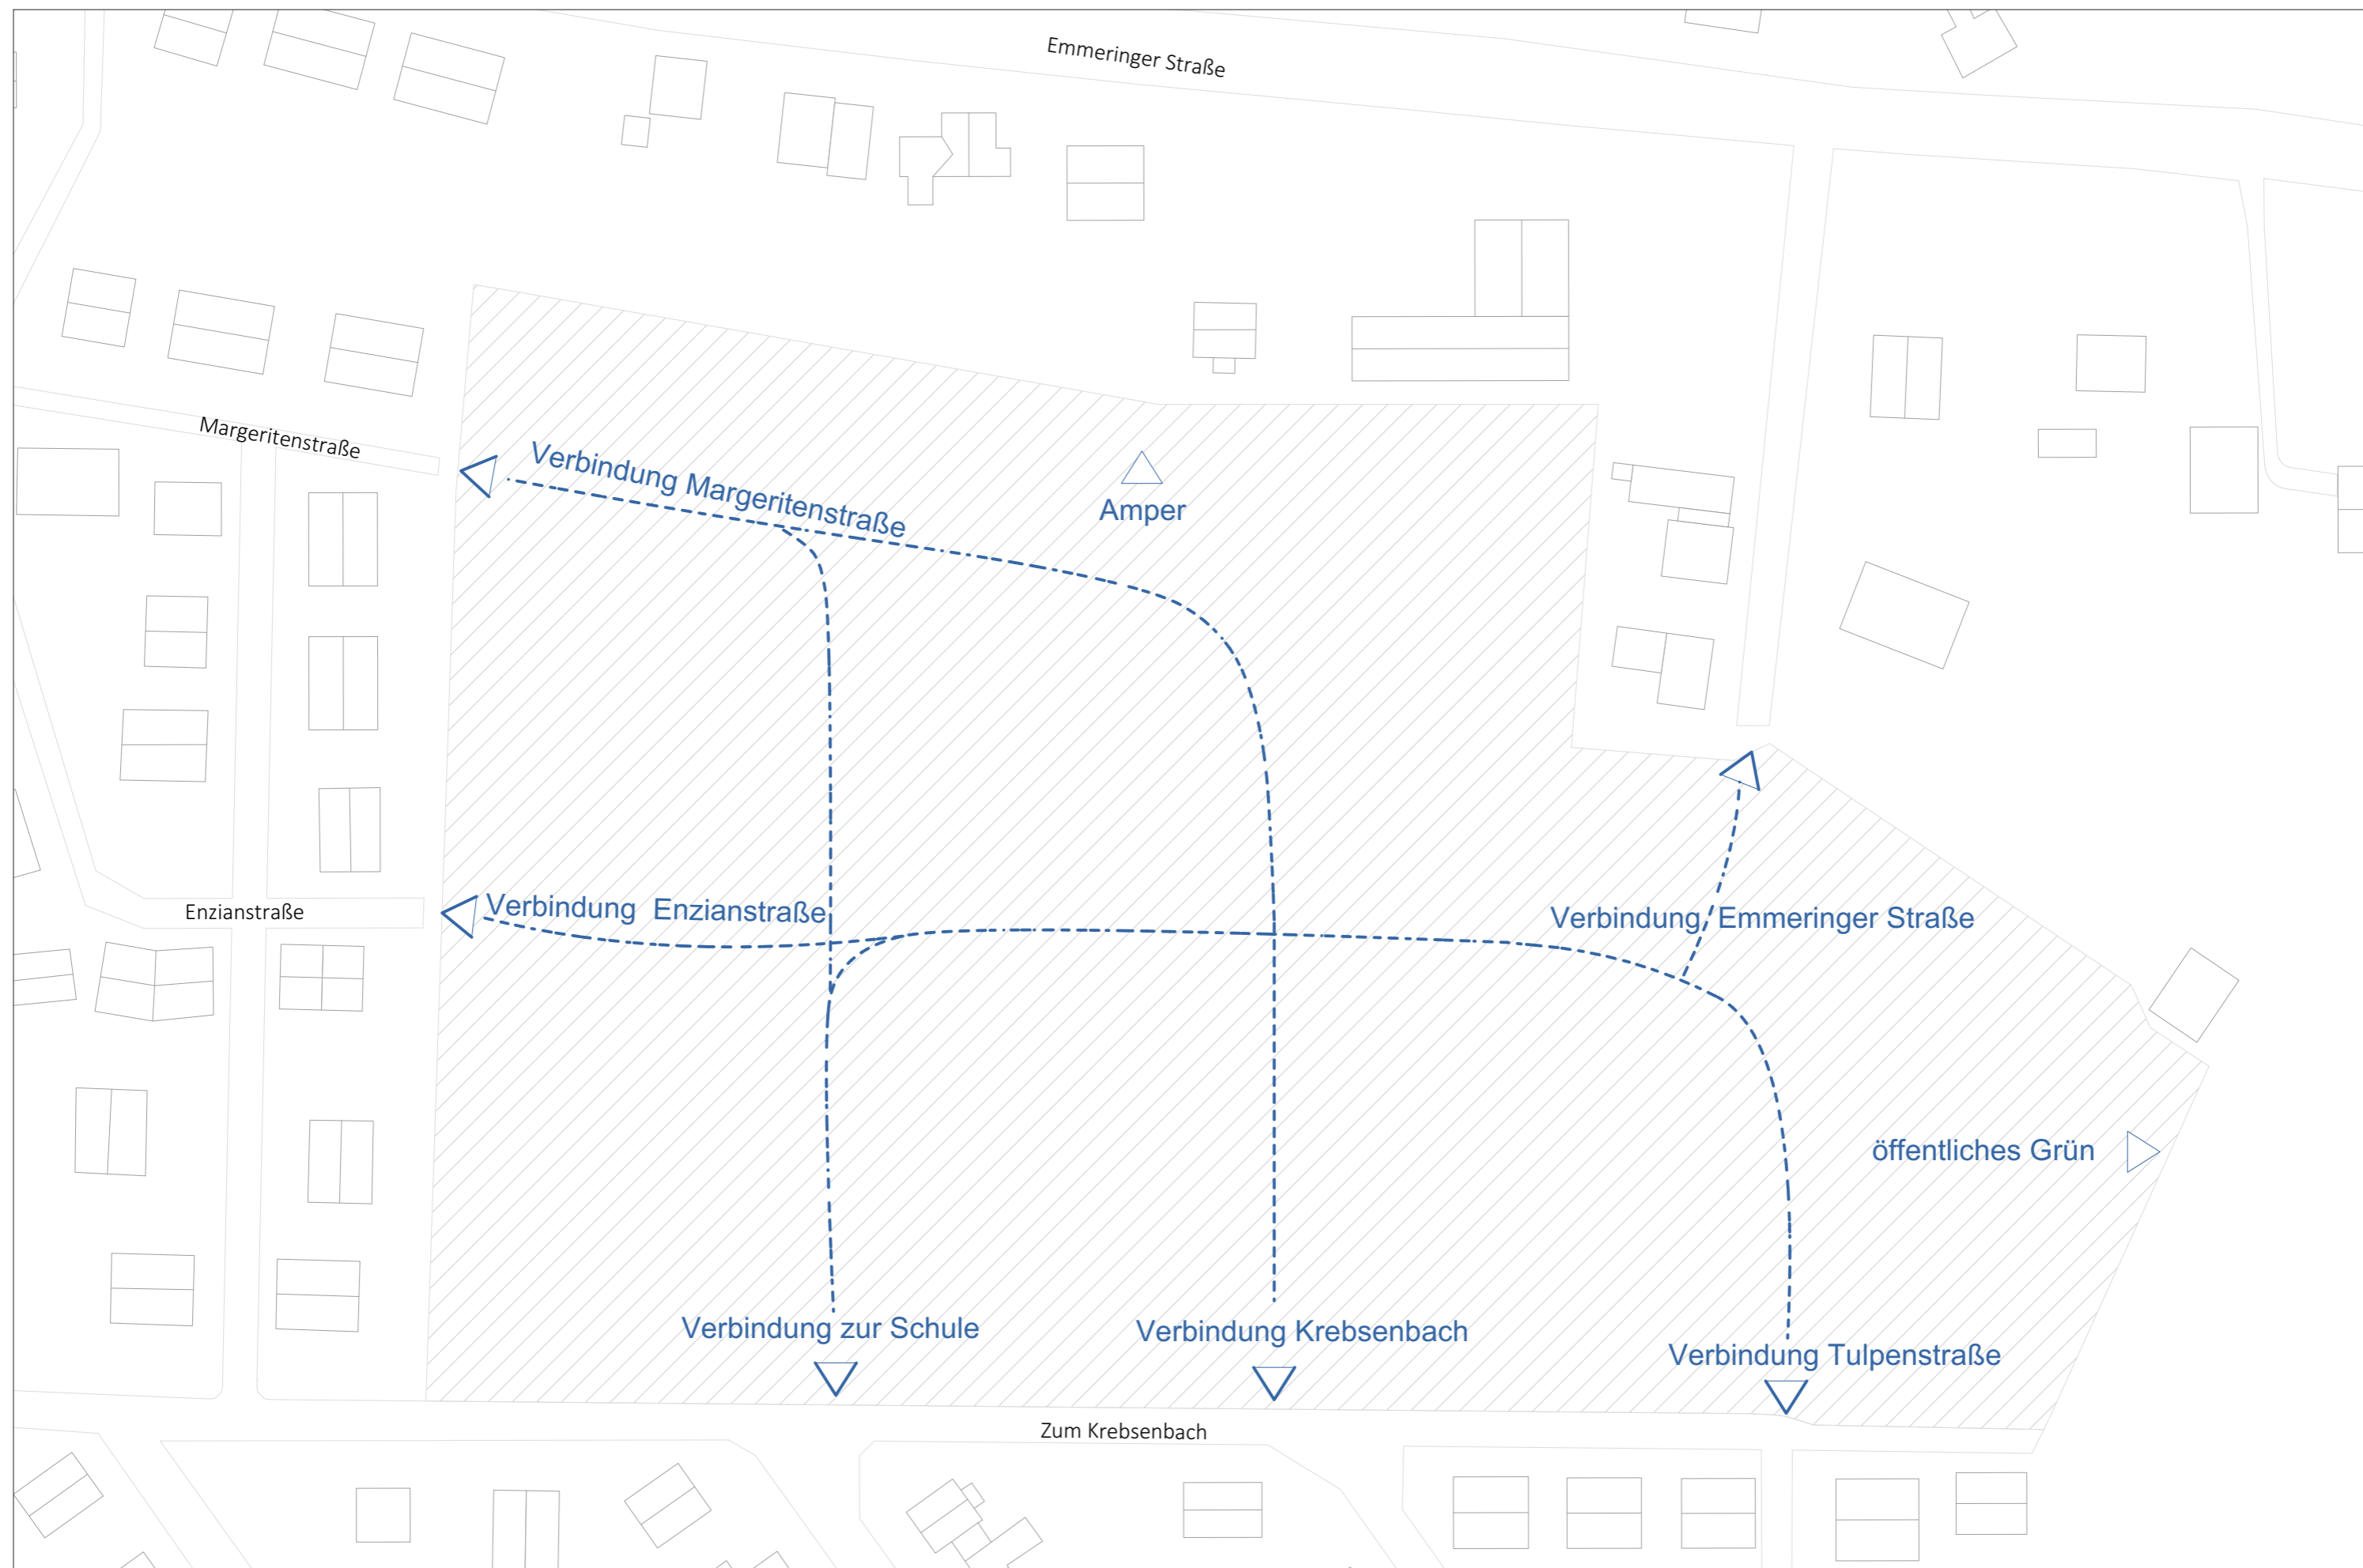 Emmeringer Straße
Margeritenstraße
Verbindung Margeritenstraße
Amper
Enzianstraße
Verbindung Enzianstraße
Verbindung Emmeringer Straße
öffentliches Grün
Verbindung zur Schule
Verbindung Krebsenbach
Verbindung Tulpenstraße
Zum Krebsenbach